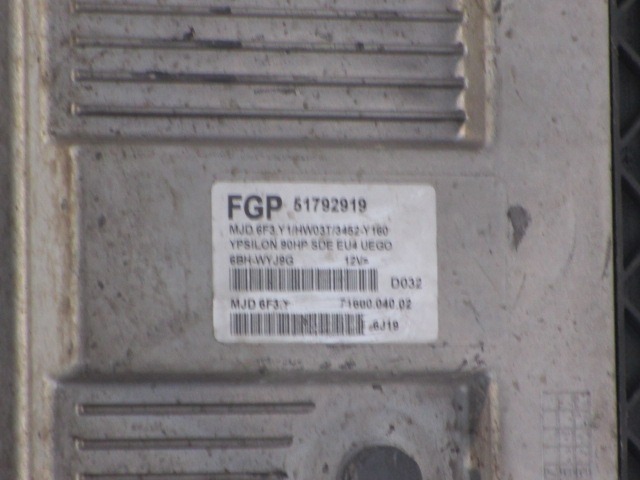 FGP 51792919
MJD 6F3.Y1/HW03T/3462-Y160
YPSILON 90HP SDE EU4 UEGO
6BH-WYJ9G 12V=
D032
MJD 6F3.Y 71600.040.02
6J19